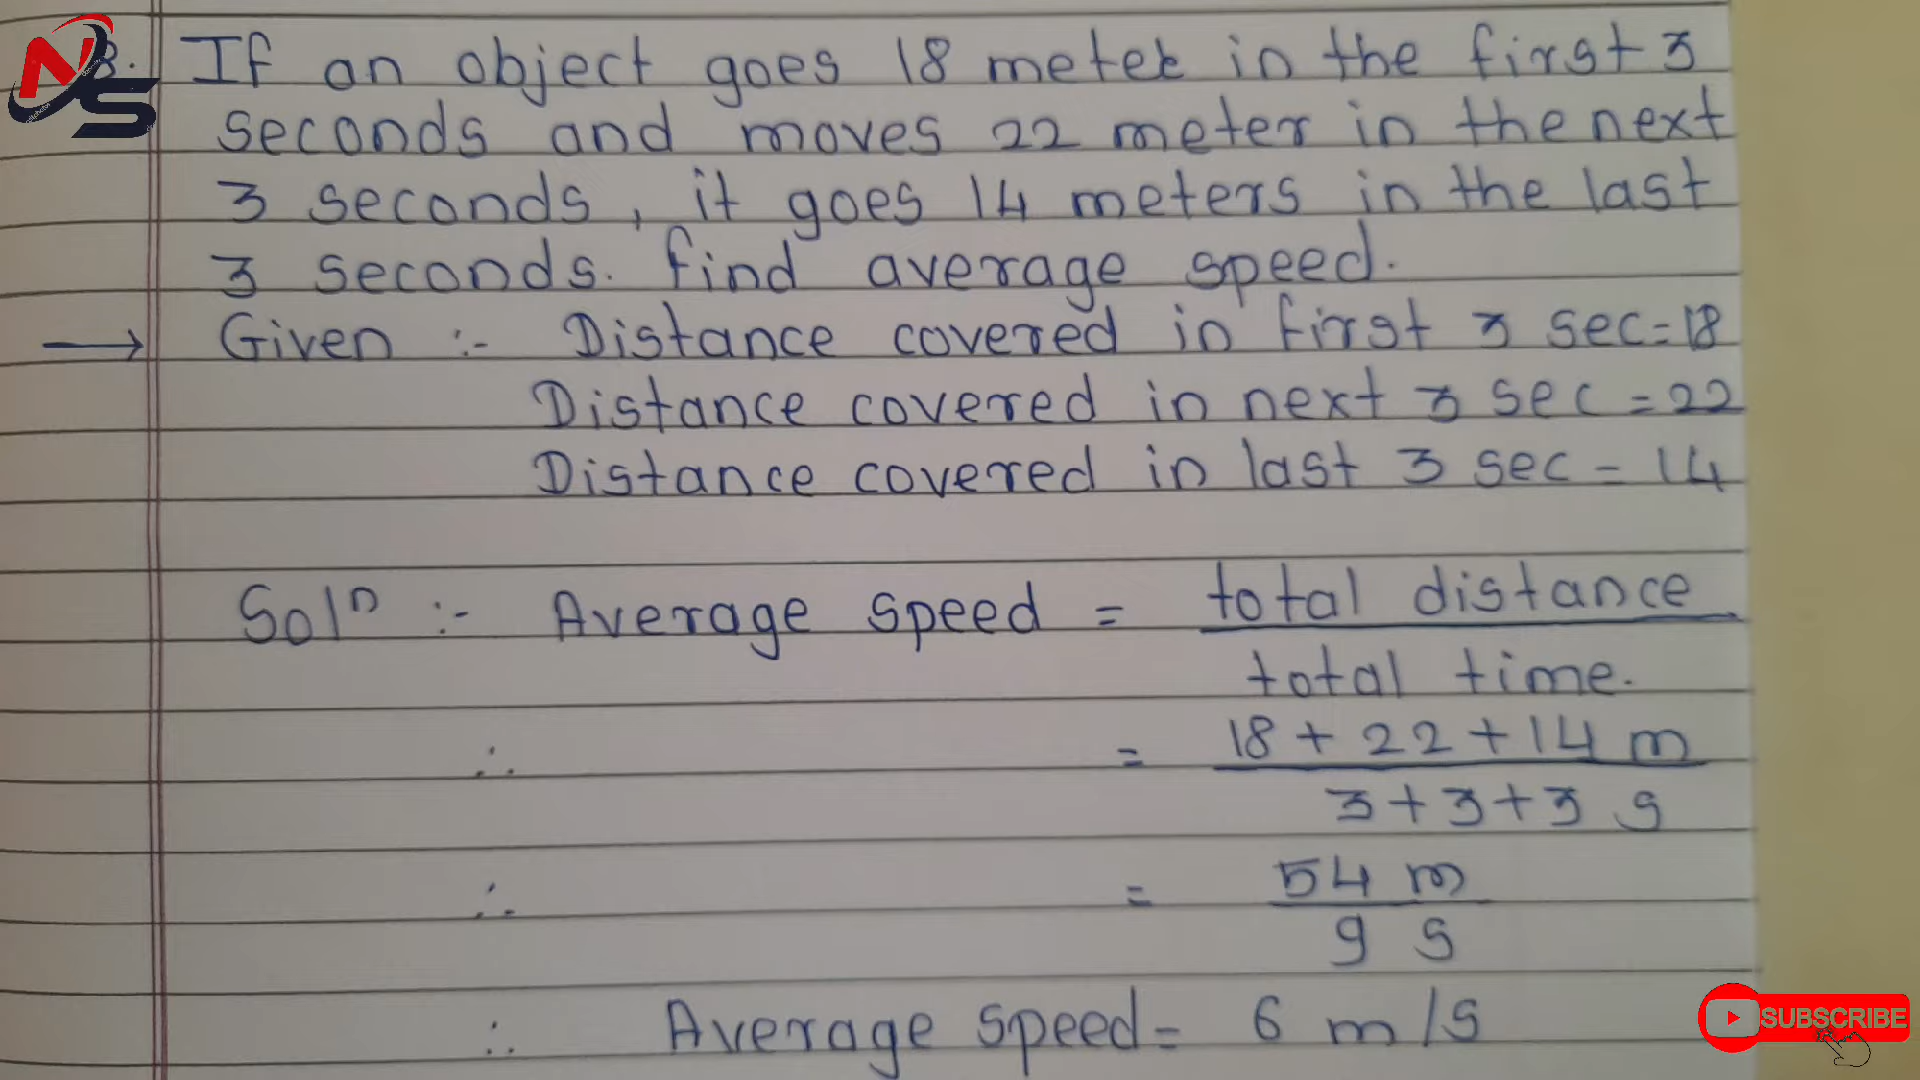 NS
3. If an object goes 18 meter in the first 3
seconds and moves 22 meter in the next
3 seconds, it goes 14 meters in the last
3 seconds. find average speed.
→ Given :- Distance covered in first 3 sec=18
Distance covered in next 3 sec = 22
Distance covered in last 3 sec = 14
Solⁿ :- Average speed = total distance
total time.
∴ = 18 + 22 + 14 m
3 + 3 + 3 s
∴ = 54 m
9 s
∴ Average speed = 6 m/s
SUBSCRIBE